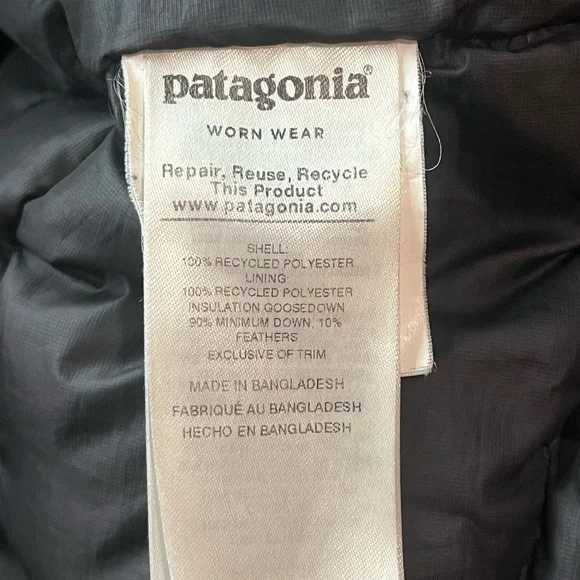 patagonia®
WORN WEAR
Repair, Reuse, Recycle
This Product
www.patagonia.com
SHELL:
100% RECYCLED POLYESTER
LINING:
100% RECYCLED POLYESTER
INSULATION GOOSEDOWN
90% MINIMUM DOWN, 10%
FEATHERS
EXCLUSIVE OF TRIM
MADE IN BANGLADESH
FABRIQUÉ AU BANGLADESH
HECHO EN BANGLADESH